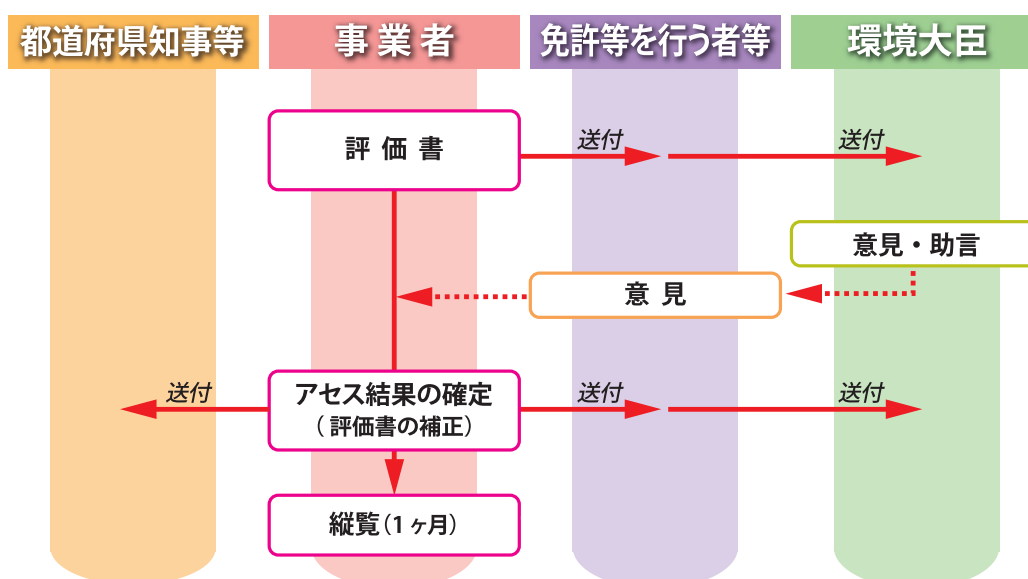 都道府県知事等
事業者
免許等を行う者等
環境大臣
評価書
送付
送付
意見・助言
意見
送付
アセス結果の確定
（評価書の補正）
送付
送付
縦覧（1ヶ月）